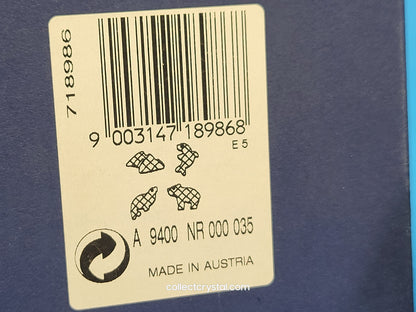 718986
9 003147 189868
E 5
A 9400 NR 000 035
MADE IN AUSTRIA
collectcrystal.com